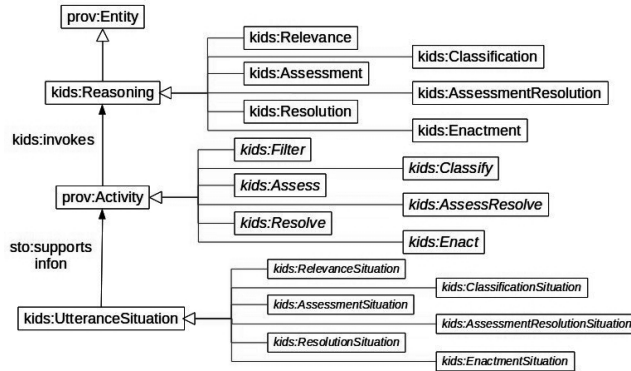 prov:Entity
kids:Relevance
kids:Classification
kids:Assessment
kids:Reasoning
kids:AssessmentResolution
kids:Resolution
kids:Enactment
kids:invokes
kids:Filter
kids:Classify
kids:Assess
prov:Activity
kids:AssessResolve
kids:Resolve
kids:Enact
sto:supports
infon
kids:RelevanceSituation
kids:ClassificationSituation
kids:AssessmentSituation
kids:UtteranceSituation
kids:AssessmentResolutionSituation
kids:ResolutionSituation
kids:EnactmentSituation